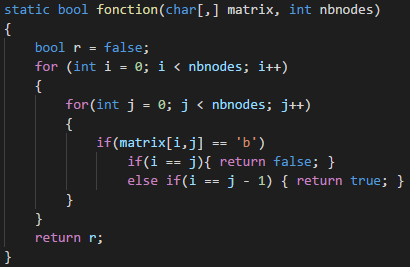 static bool fonction(char[,] matrix, int nbnodes)
{
    bool r = false;
    for (int i = 0; i < nbnodes; i++)
    {
        for(int j = 0; j < nbnodes; j++)
        {
            if(matrix[i,j] == 'b')
                if(i == j){ return false; }
                else if(i == j - 1) { return true; }
        }
    }
    return r;
}